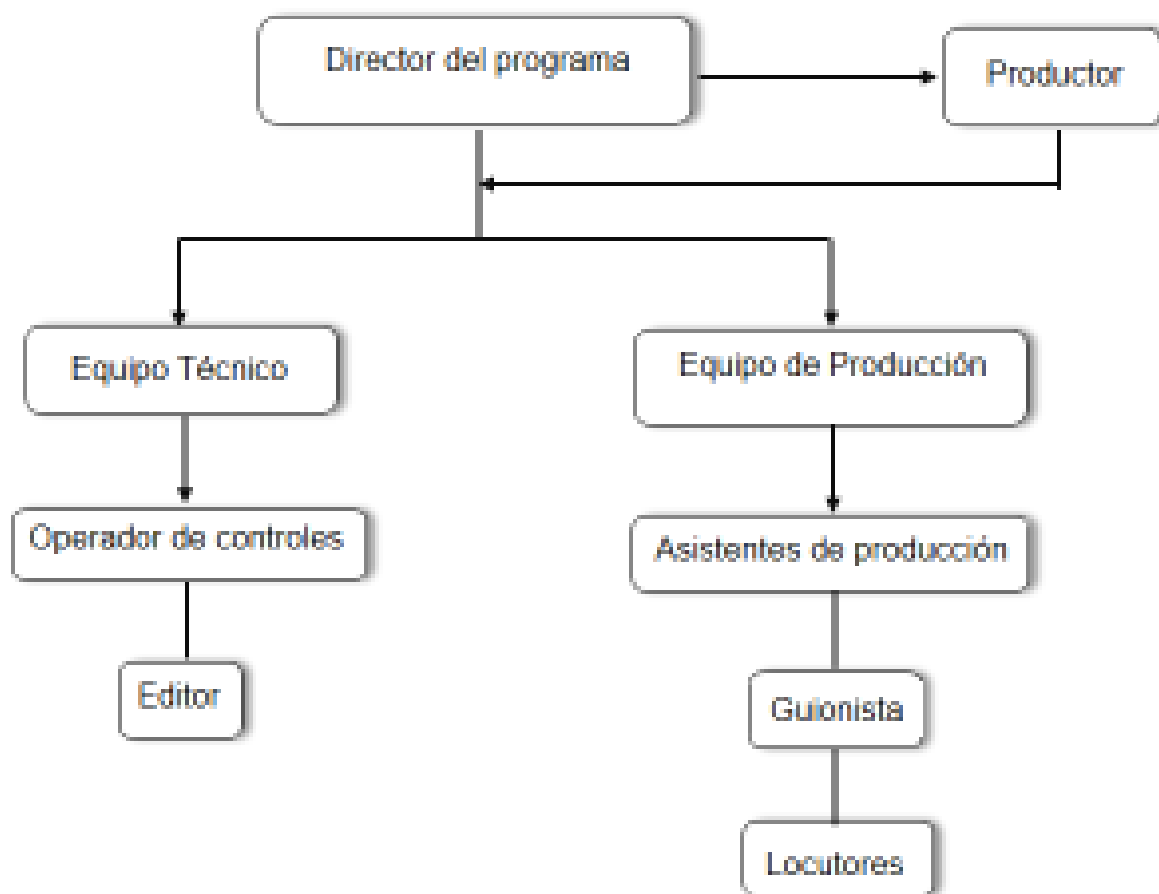 Director del programa
Productor
Equipo Técnico
Equipo de Producción
Operador de controles
Asistentes de producción
Editor
Guionista
Locutores